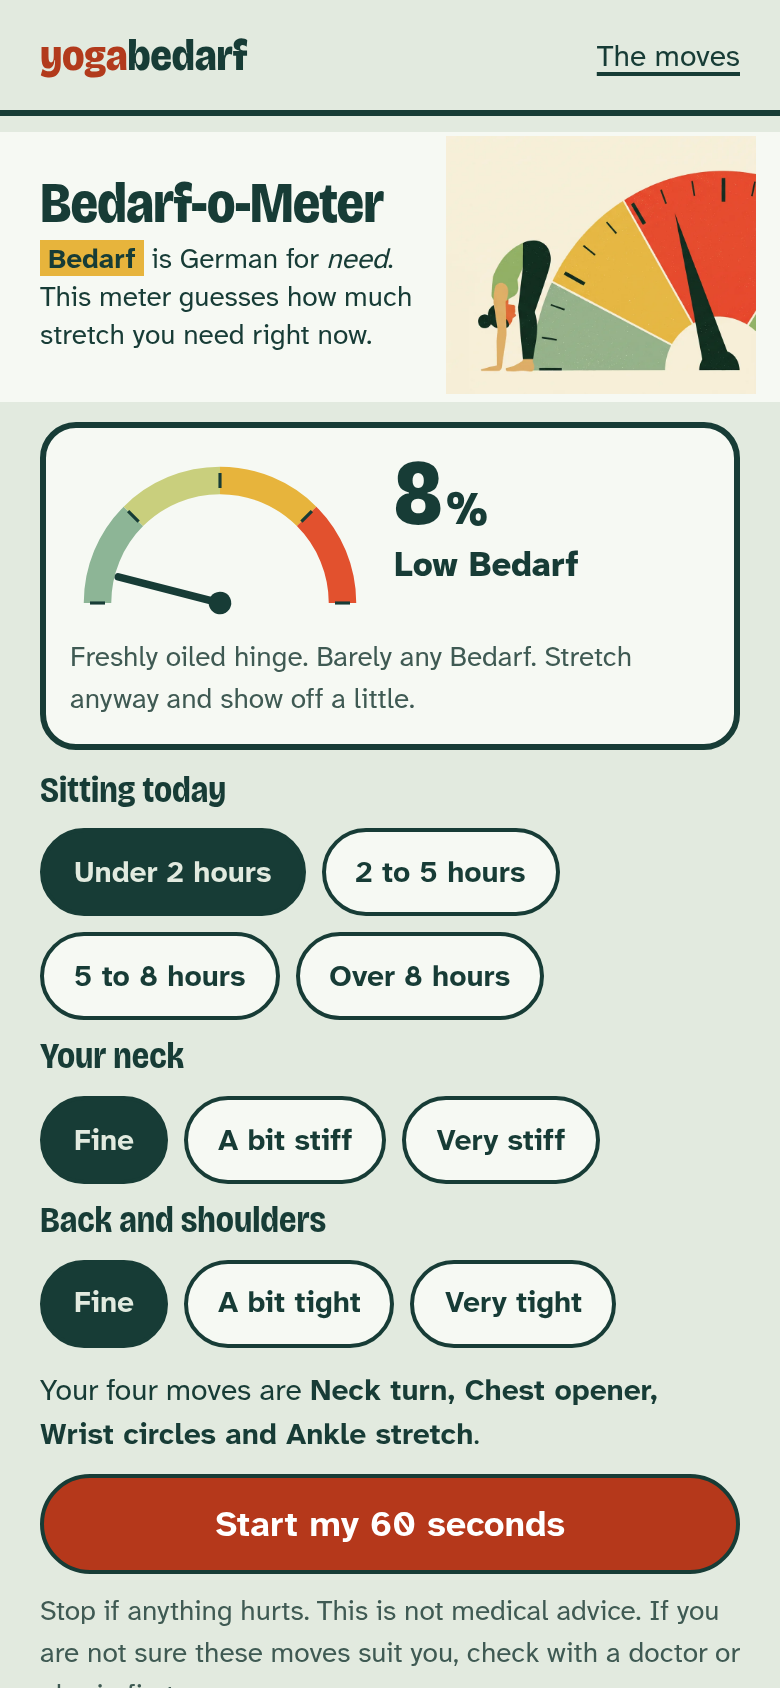 yogabedarf
The moves
Bedarf-o-Meter
Bedarf is German for need.
This meter guesses how much
stretch you need right now.
8%
Low Bedarf
Freshly oiled hinge. Barely any Bedarf. Stretch
anyway and show off a little.
Sitting today
Under 2 hours
2 to 5 hours
5 to 8 hours
Over 8 hours
Your neck
Fine
A bit stiff
Very stiff
Back and shoulders
Fine
A bit tight
Very tight
Your four moves are Neck turn, Chest opener,
Wrist circles and Ankle stretch.
Start my 60 seconds
Stop if anything hurts. This is not medical advice. If you
are not sure these moves suit you, check with a doctor or